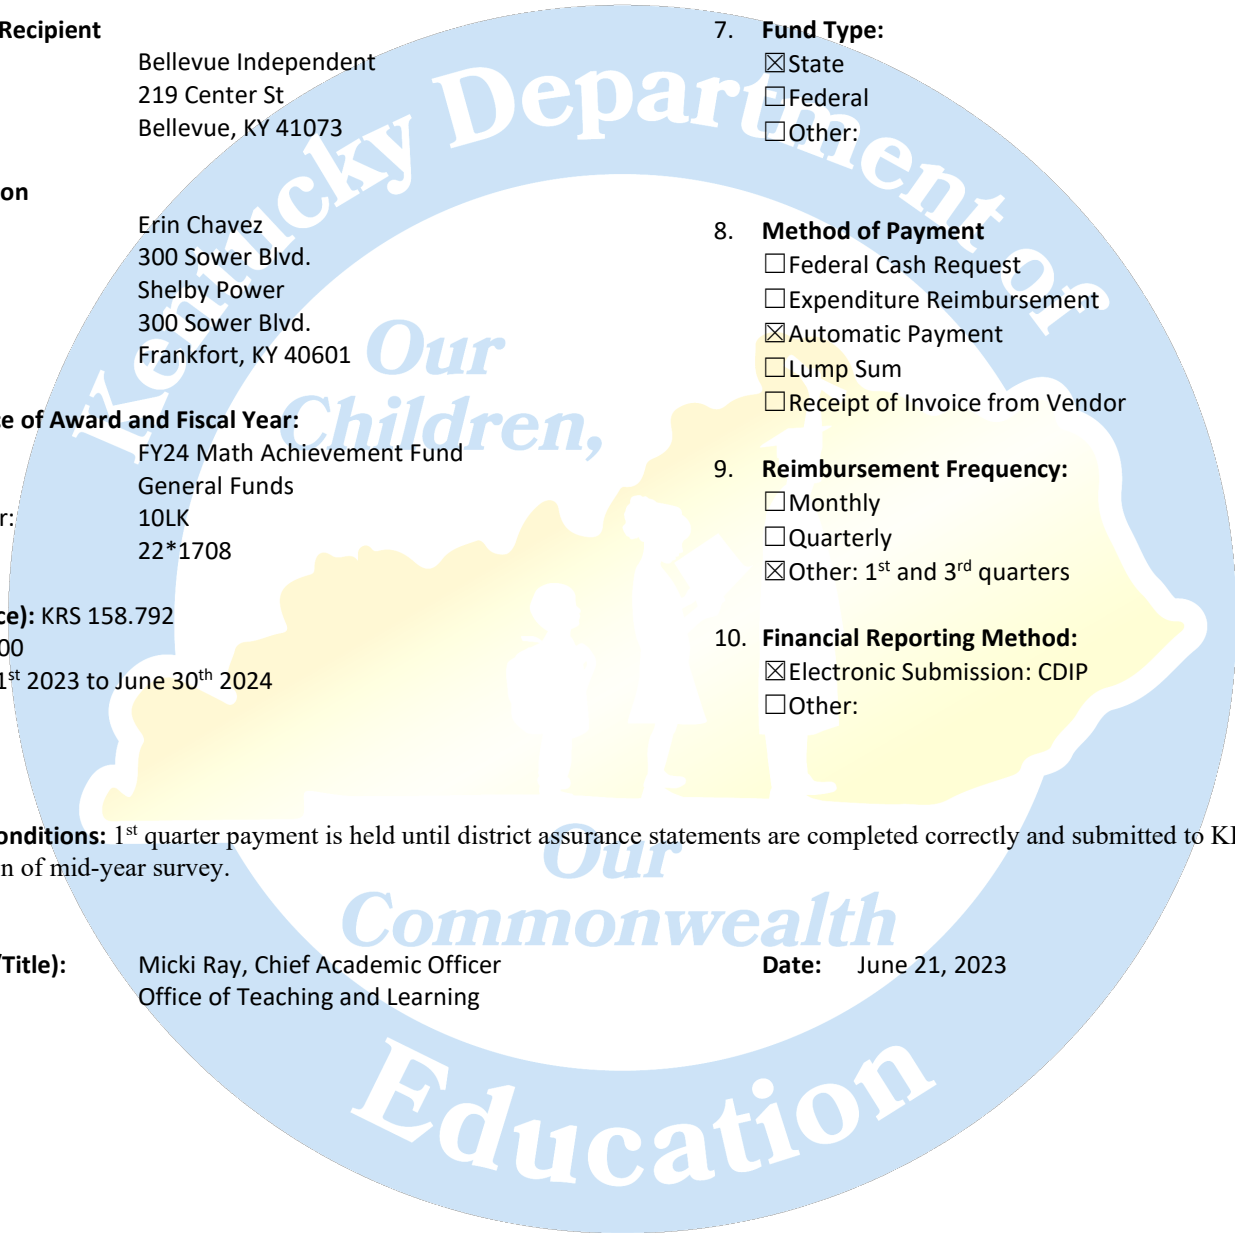 Recipient
Bellevue Independent
219 Center St
Bellevue, KY 41073
on
Erin Chavez
300 Sower Blvd.
Shelby Power
300 Sower Blvd.
Frankfort, KY 40601
e of Award and Fiscal Year:
FY24 Math Achievement Fund
General Funds
r: 10LK
22*1708
ce): KRS 158.792
00
1st 2023 to June 30th 2024
7. Fund Type:
☒State
☐Federal
☐Other:
8. Method of Payment
☐Federal Cash Request
☐Expenditure Reimbursement
☒Automatic Payment
☐Lump Sum
☐Receipt of Invoice from Vendor
9. Reimbursement Frequency:
☐Monthly
☐Quarterly
☒Other: 1st and 3rd quarters
10. Financial Reporting Method:
☒Electronic Submission: CDIP
☐Other:
onditions: 1st quarter payment is held until district assurance statements are completed correctly and submitted to
n of mid-year survey.
/Title): Micki Ray, Chief Academic Officer Date: June 21, 2023
Office of Teaching and Learning
Kentucky Department of
Education
Our
Children,
Our
Commonwealth